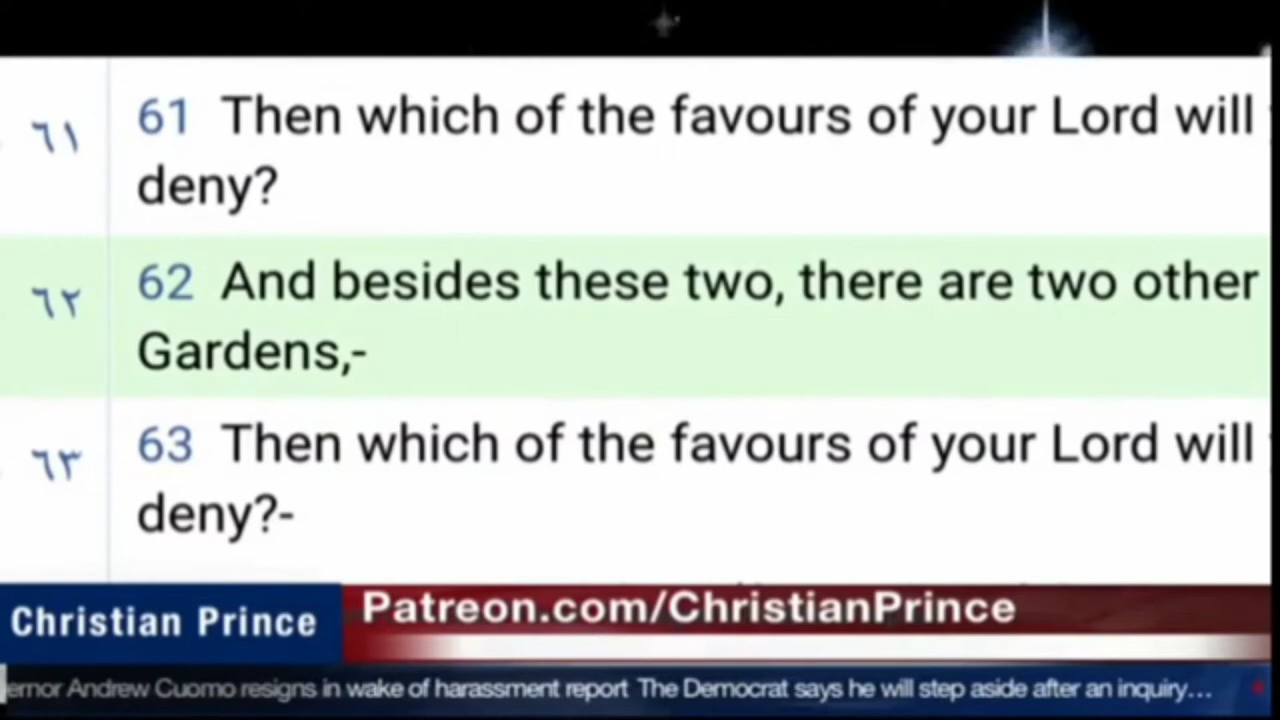 ٦١ 61 Then which of the favours of your Lord will
deny?
٦٢ 62 And besides these two, there are two other
Gardens,-
٦٣ 63 Then which of the favours of your Lord will
deny?-
Christian Prince Patreon.com/ChristianPrince
Andrew Cuomo resigns in wake of harassment report The Democrat says he will step aside after an inquiry...